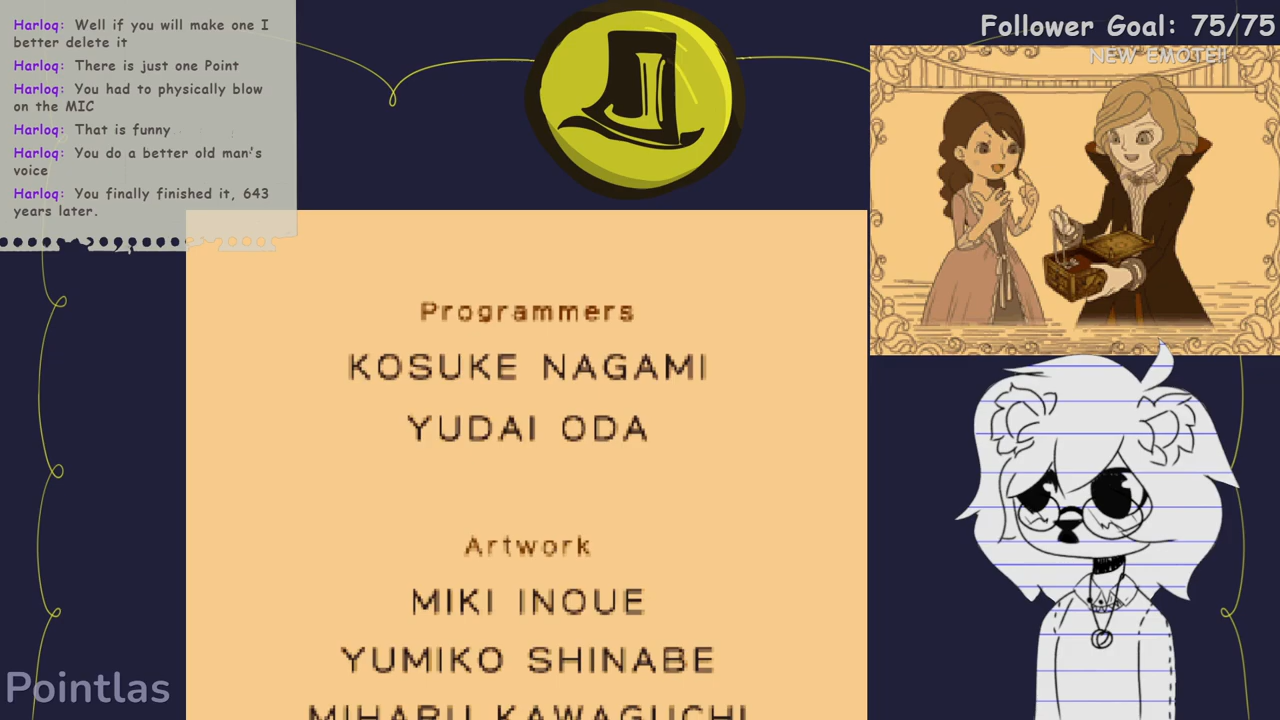 Harloq: Well if you will make one I
better delete it
Harloq: There is just one Point
Harloq: You had to physically blow
on the MIC
Harloq: That is funny
Harloq: You do a better old man's
voice
Harloq: You finally finished it, 643
years later.
Follower Goal: 75/75
NEW EMOTE!!
Programmers
KOSUKE NAGAMI
YUDAI ODA
Artwork
MIKI INOUE
YUMIKO SHINABE
MIHARU KAWAGUCHI
Pointlas